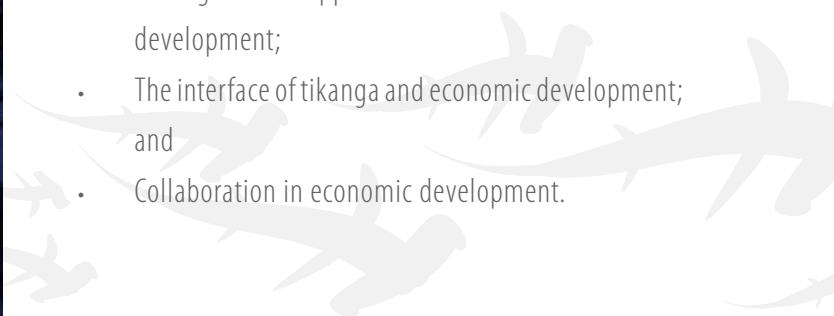 development;
• The interface of tikanga and economic development;
and
• Collaboration in economic development.